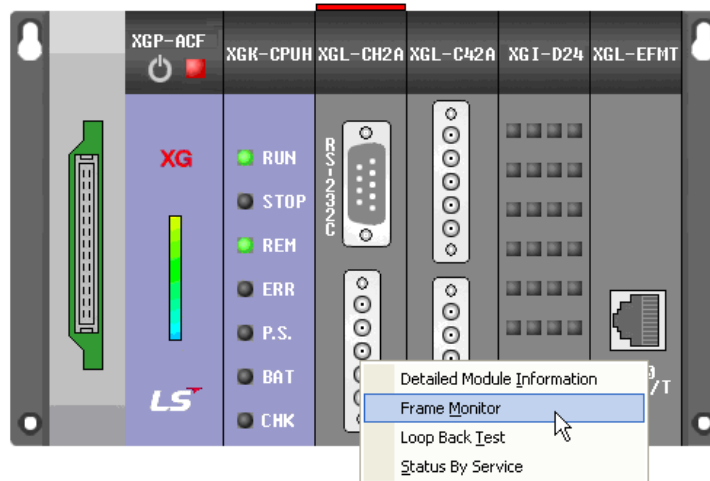 XGP-ACF
XGK-CPUH
XGL-CH2A
XGL-C42A
XGI-D24
XGL-EFMT
XG
RS-232C
RUN
STOP
REM
ERR
P.S.
BAT
CHK
LS
/T
Detailed Module Information
Frame Monitor
Loop Back Test
Status By Service